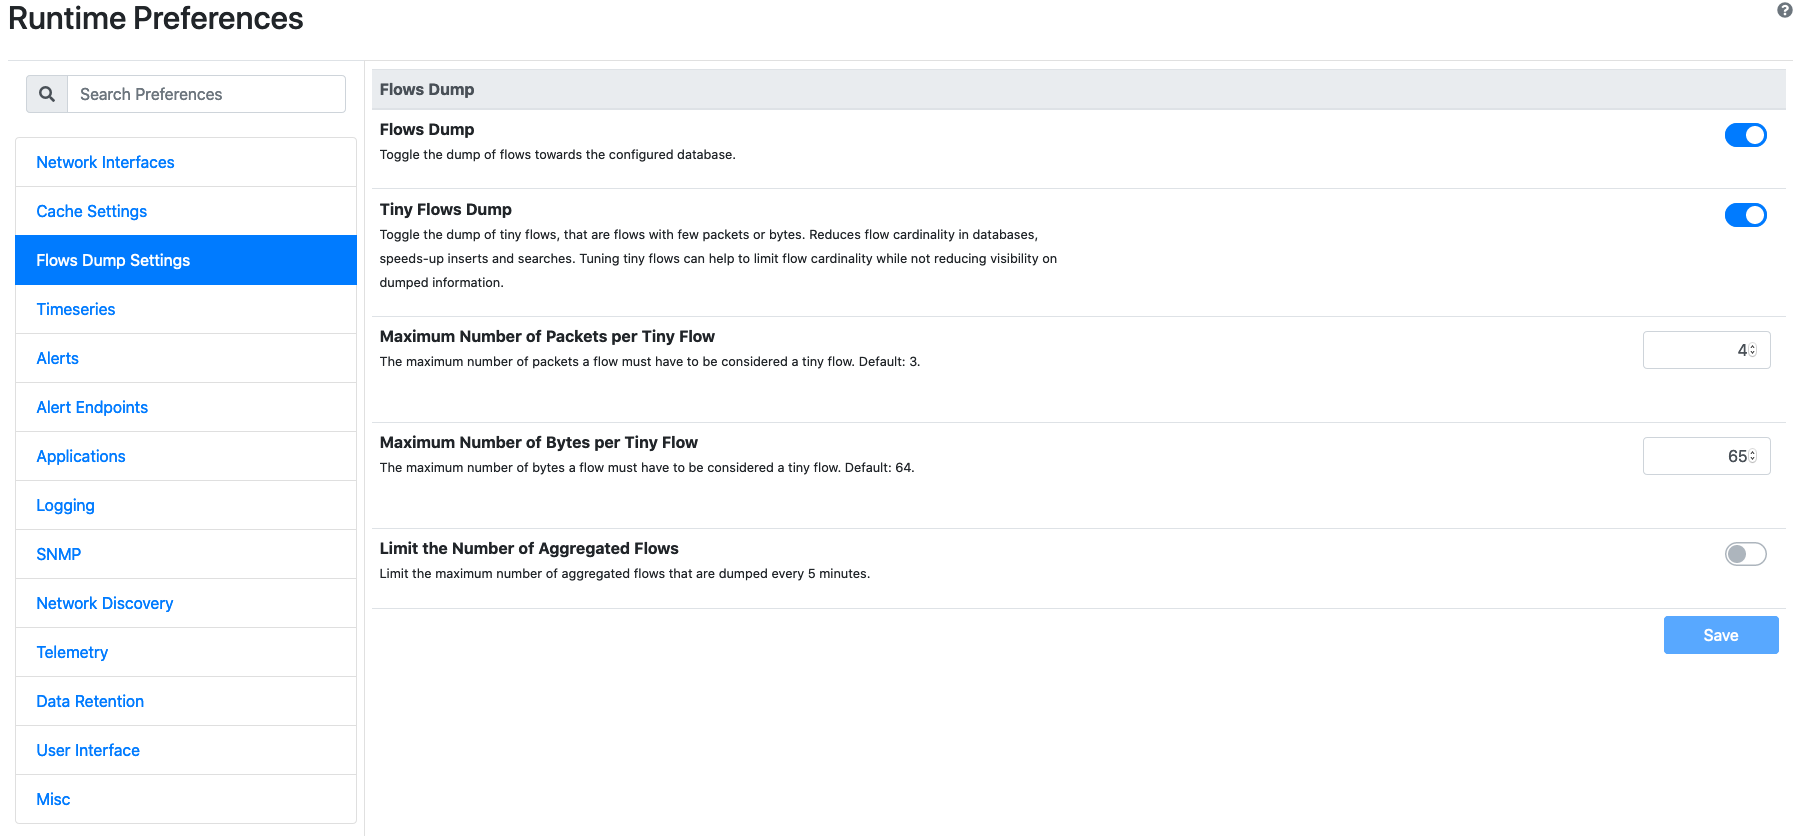 Runtime Preferences
Search Preferences
Network Interfaces
Cache Settings
Flows Dump Settings
Timeseries
Alerts
Alert Endpoints
Applications
Logging
SNMP
Network Discovery
Telemetry
Data Retention
User Interface
Misc
Flows Dump
Flows Dump
Toggle the dump of flows towards the configured database.
Tiny Flows Dump
Toggle the dump of tiny flows, that are flows with few packets or bytes. Reduces flow cardinality in databases,
speeds-up inserts and searches. Tuning tiny flows can help to limit flow cardinality while not reducing visibility on
dumped information.
Maximum Number of Packets per Tiny Flow
The maximum number of packets a flow must have to be considered a tiny flow. Default: 3.
4
Maximum Number of Bytes per Tiny Flow
The maximum number of bytes a flow must have to be considered a tiny flow. Default: 64.
65
Limit the Number of Aggregated Flows
Limit the maximum number of aggregated flows that are dumped every 5 minutes.
Save